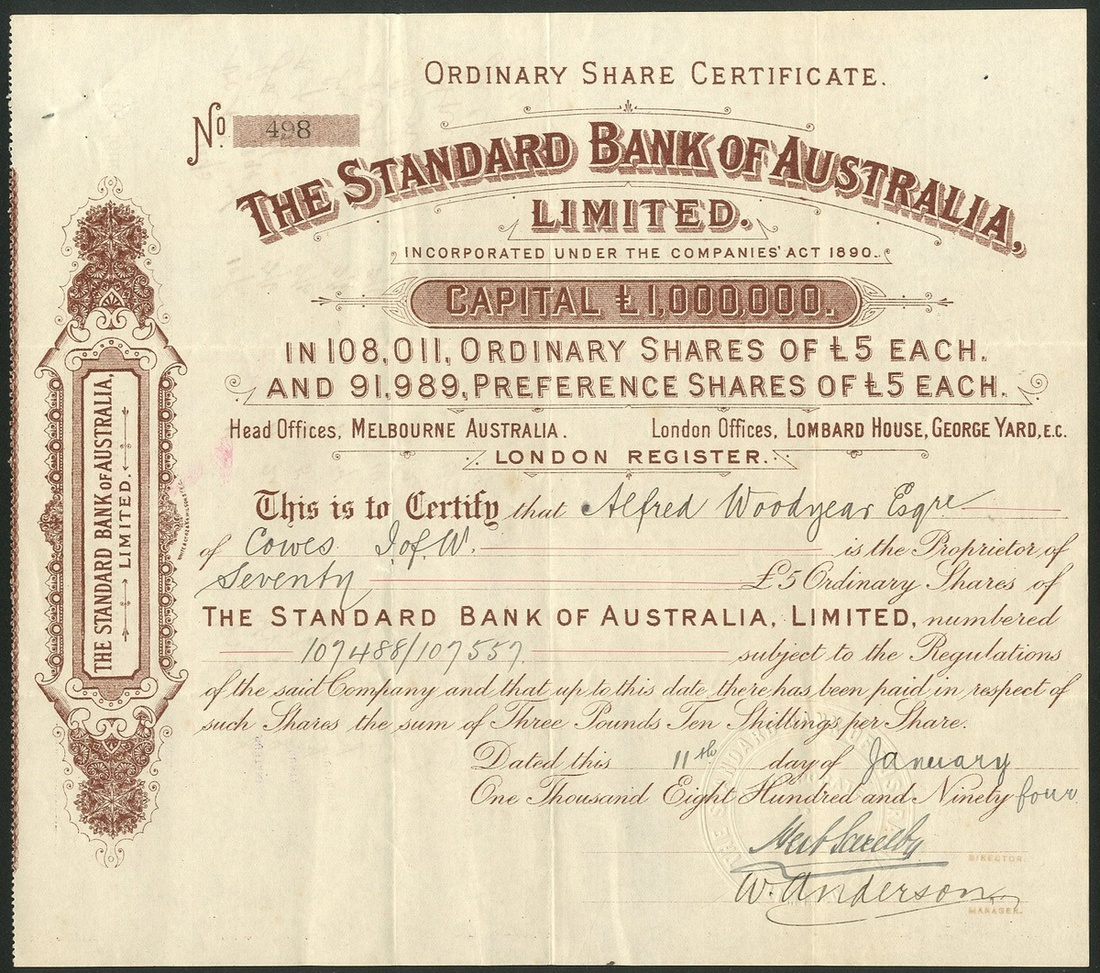 ORDINARY SHARE CERTIFICATE.
No. 498
THE STANDARD BANK OF AUSTRALIA,
LIMITED.
INCORPORATED UNDER THE COMPANIES' ACT 1890.
CAPITAL £1,000,000.
IN 108,011, ORDINARY SHARES OF £5 EACH.
AND 91,989, PREFERENCE SHARES OF £5 EACH.
Head Offices, MELBOURNE AUSTRALIA. London Offices, LOMBARD HOUSE, GEORGE YARD, E.C.
LONDON REGISTER.
This is to Certify that Alfred Woodyear Esqre
of Cowes I of W. is the Proprietor of
Seventy £5 Ordinary Shares of
THE STANDARD BANK OF AUSTRALIA, LIMITED, numbered
107488/107557 subject to the Regulations
of the said Company and that up to this date there has been paid in respect of
such Shares the sum of Three Pounds Ten Shillings per Share.
Dated this 11th day of January
One Thousand Eight Hundred and Ninety four
DIRECTOR.
W. Anderson
MANAGER.
THE STANDARD BANK OF AUSTRALIA,
LIMITED.